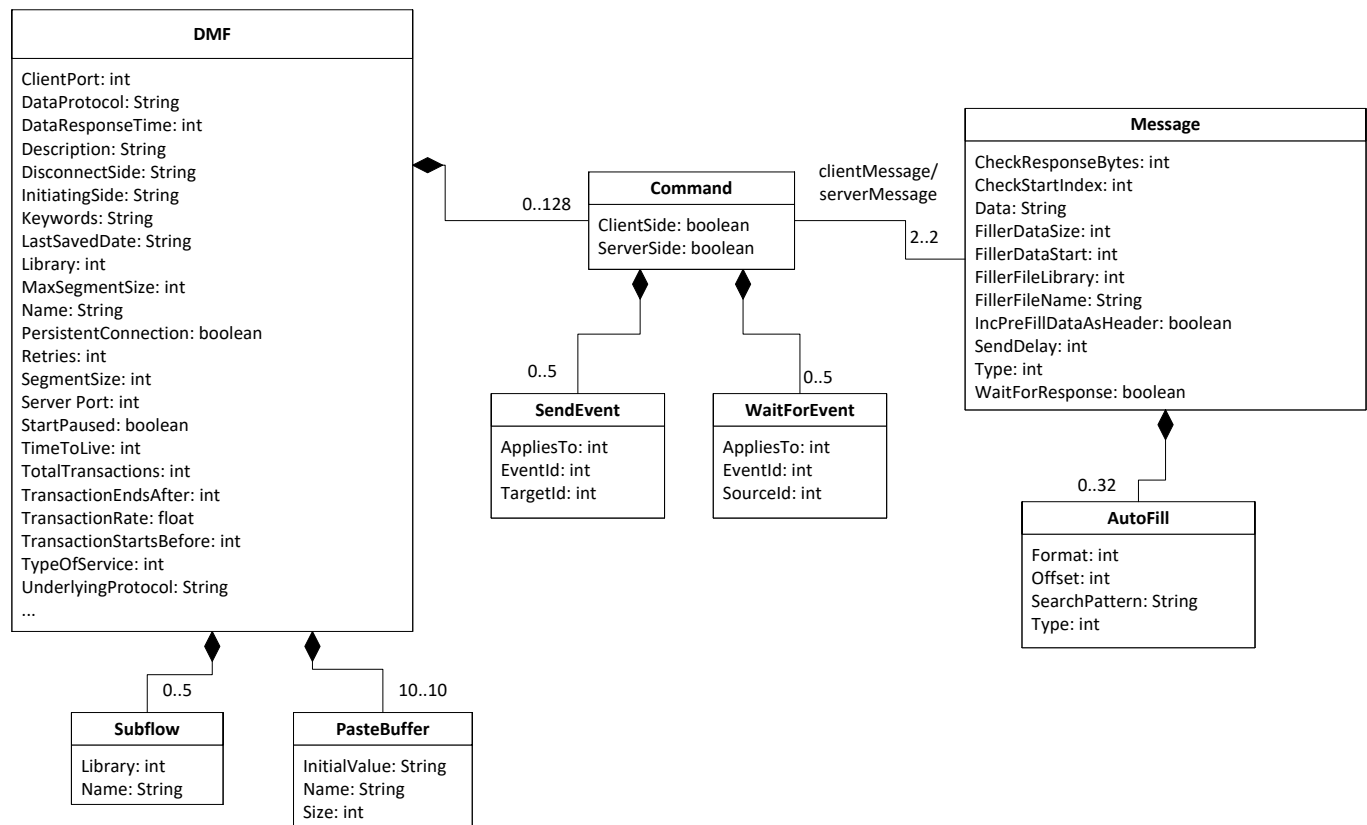 DMF
ClientPort: int
DataProtocol: String
DataResponseTime: int
Description: String
DisconnectSide: String
InitiatingSide: String
Keywords: String
LastSavedDate: String
Library: int
MaxSegmentSize: int
Name: String
PersistentConnection: boolean
Retries: int
SegmentSize: int
Server Port: int
StartPaused: boolean
TimeToLive: int
TotalTransactions: int
TransactionEndsAfter: int
TransactionRate: float
TransactionStartsBefore: int
TypeOfService: int
UnderlyingProtocol: String
...
0..128
Command
ClientSide: boolean
ServerSide: boolean
clientMessage/
serverMessage
2..2
Message
CheckResponseBytes: int
CheckStartIndex: int
Data: String
FillerDataSize: int
FillerDataStart: int
FillerFileLibrary: int
FillerFileName: String
IncPreFillDataAsHeader: boolean
SendDelay: int
Type: int
WaitForResponse: boolean
0..5
SendEvent
AppliesTo: int
EventId: int
TargetId: int
0..5
WaitForEvent
AppliesTo: int
EventId: int
SourceId: int
0..32
AutoFill
Format: int
Offset: int
SearchPattern: String
Type: int
0..5
Subflow
Library: int
Name: String
10..10
PasteBuffer
InitialValue: String
Name: String
Size: int